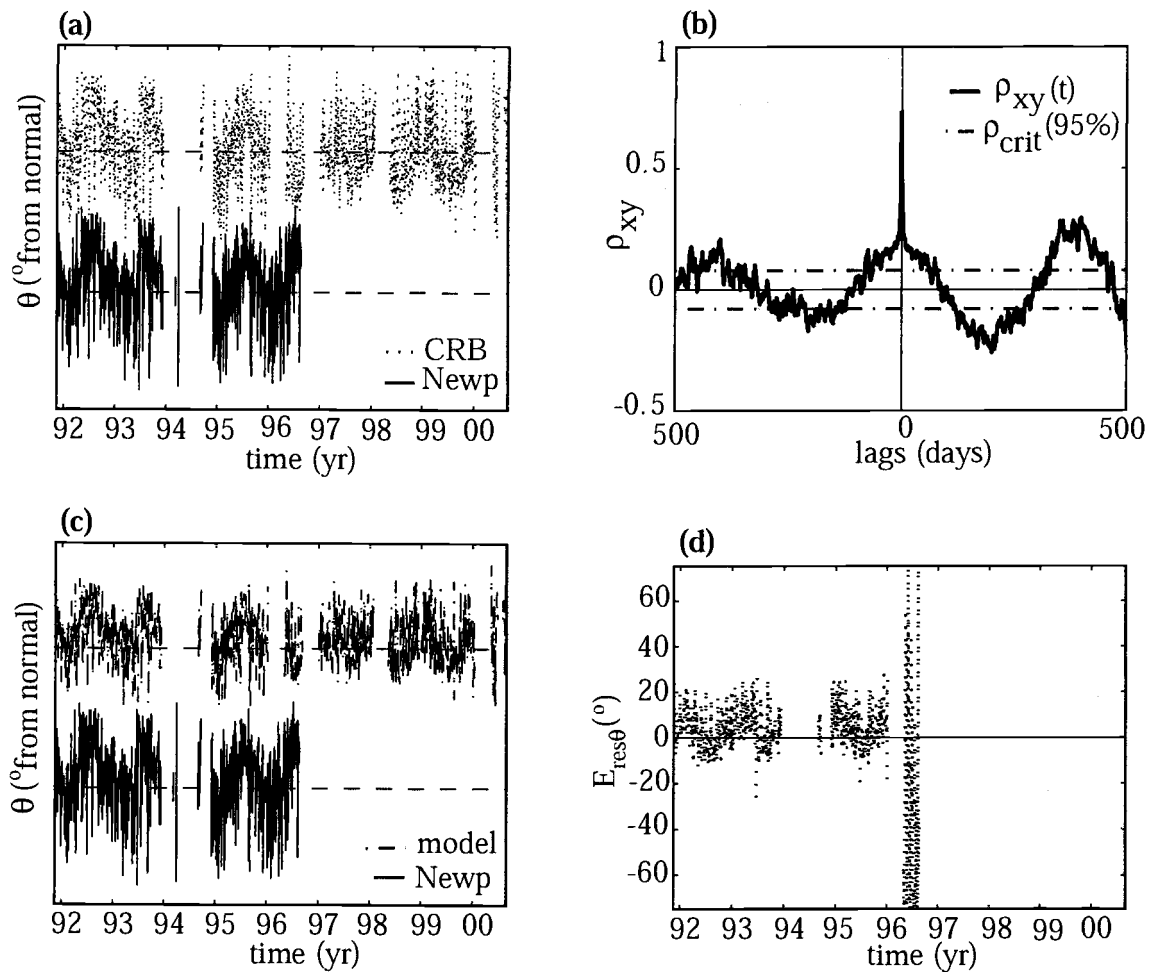 (a)
θ (°from normal)
CRB
Newp
92 93 94 95 96 97 98 99 00
time (yr)
(b)
1
0.5
0
-0.5
ρxy
ρxy (t)
ρcrit (95%)
500 0 500
lags (days)
(c)
θ (°from normal)
model
Newp
92 93 94 95 96 97 98 99 00
time (yr)
(d)
60
40
20
0
-20
-40
-60
Eresθ(°)
92 93 94 95 96 97 98 99 00
time (yr)